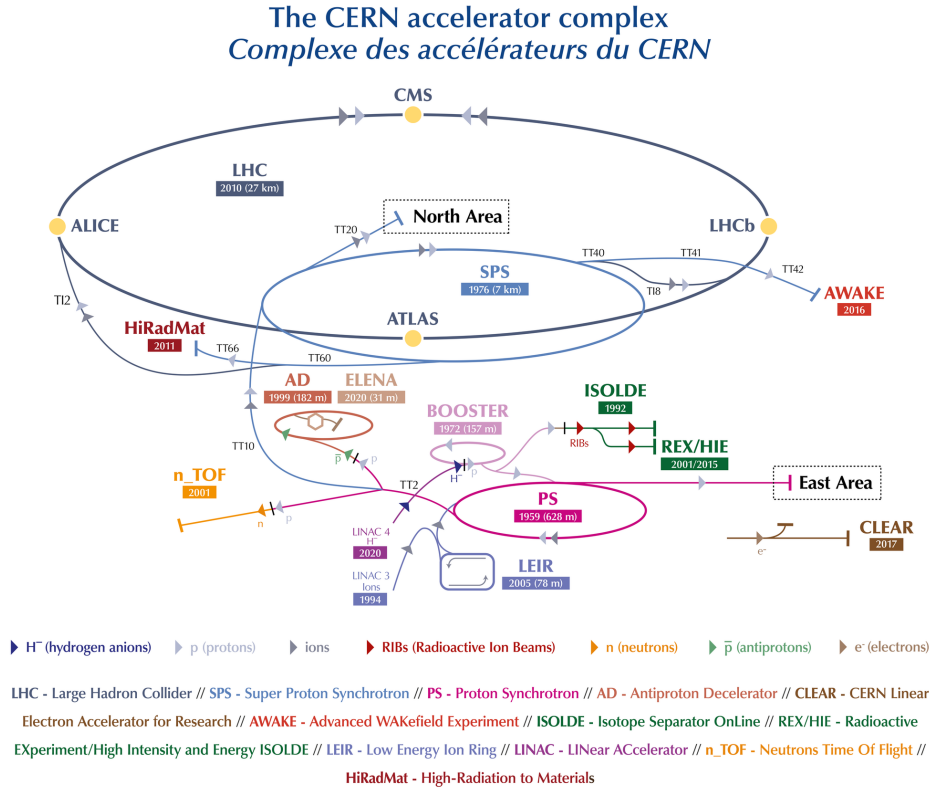 The CERN accelerator complex
Complexe des accélérateurs du CERN
CMS
LHC
2010 (27 km)
ALICE
TT20
North Area
LHCb
TT40
TT41
SPS
1976 (7 km)
TT42
TI8
TI2
AWAKE
2016
ATLAS
HiRadMat
2011
TT66
TT60
AD
1999 (182 m)
ELENA
2020 (31 m)
ISOLDE
1992
BOOSTER
1972 (157 m)
RIBs
REX/HIE
2001/2015
TT10
p̅
p
H⁻
p
n_TOF
2001
TT2
East Area
PS
1959 (628 m)
n
p
LINAC 4
H⁻
2020
CLEAR
2017
e⁻
LINAC 3
Ions
1994
LEIR
2005 (78 m)
H⁻ (hydrogen anions)
p (protons)
ions
RIBs (Radioactive Ion Beams)
n (neutrons)
p̅ (antiprotons)
e⁻ (electrons)
LHC - Large Hadron Collider // SPS - Super Proton Synchrotron // PS - Proton Synchrotron // AD - Antiproton Decelerator // CLEAR - CERN Linear
Electron Accelerator for Research // AWAKE - Advanced WAKefield Experiment // ISOLDE - Isotope Separator OnLine // REX/HIE - Radioactive
EXperiment/High Intensity and Energy ISOLDE // LEIR - Low Energy Ion Ring // LINAC - LINear ACcelerator // n_TOF - Neutrons Time Of Flight //
HiRadMat - High-Radiation to Materials